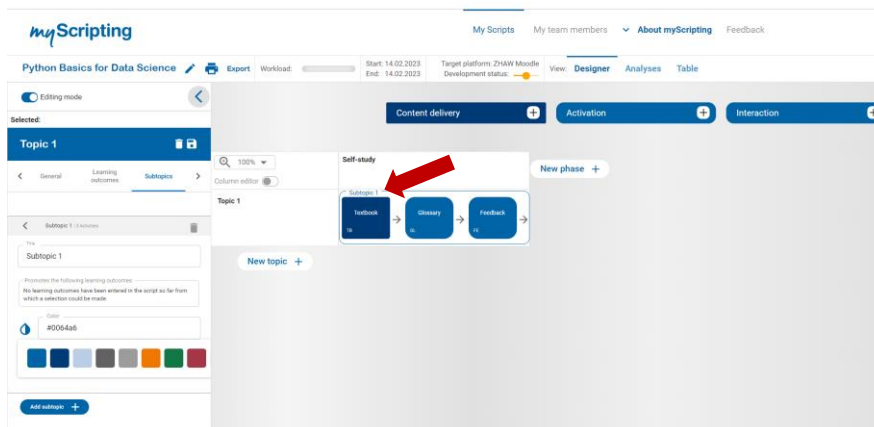 myScripting
My Scripts My team members About myScripting Feedback
Python Basics for Data Science Export Workload: Start: 14.02.2023 Target platform: ZHAW Moodle View: Designer Analyses Table
End: 14.02.2023 Development status:
Editing mode
Selected:
Content delivery Activation Interaction
Topic 1
100%
Self-study
New phase +
General Learning outcomes Subtopics
Column editor
Topic 1
Subtopic 1
Textbook Glossary Feedback
TB GL
Subtopic 1
Title
Subtopic 1
New topic +
Promotes the following learning outcomes
No learning outcomes have been entered in the script so far from
which a selection could be made.
Color
#0064a6
Add subtopic +